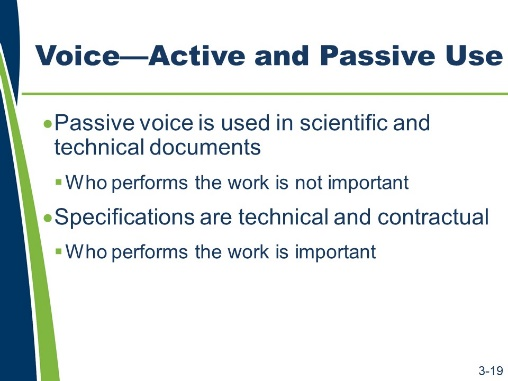 Voice—Active and Passive Use
•Passive voice is used in scientific and
technical documents
▪Who performs the work is not important
•Specifications are technical and contractual
▪Who performs the work is important
3-19